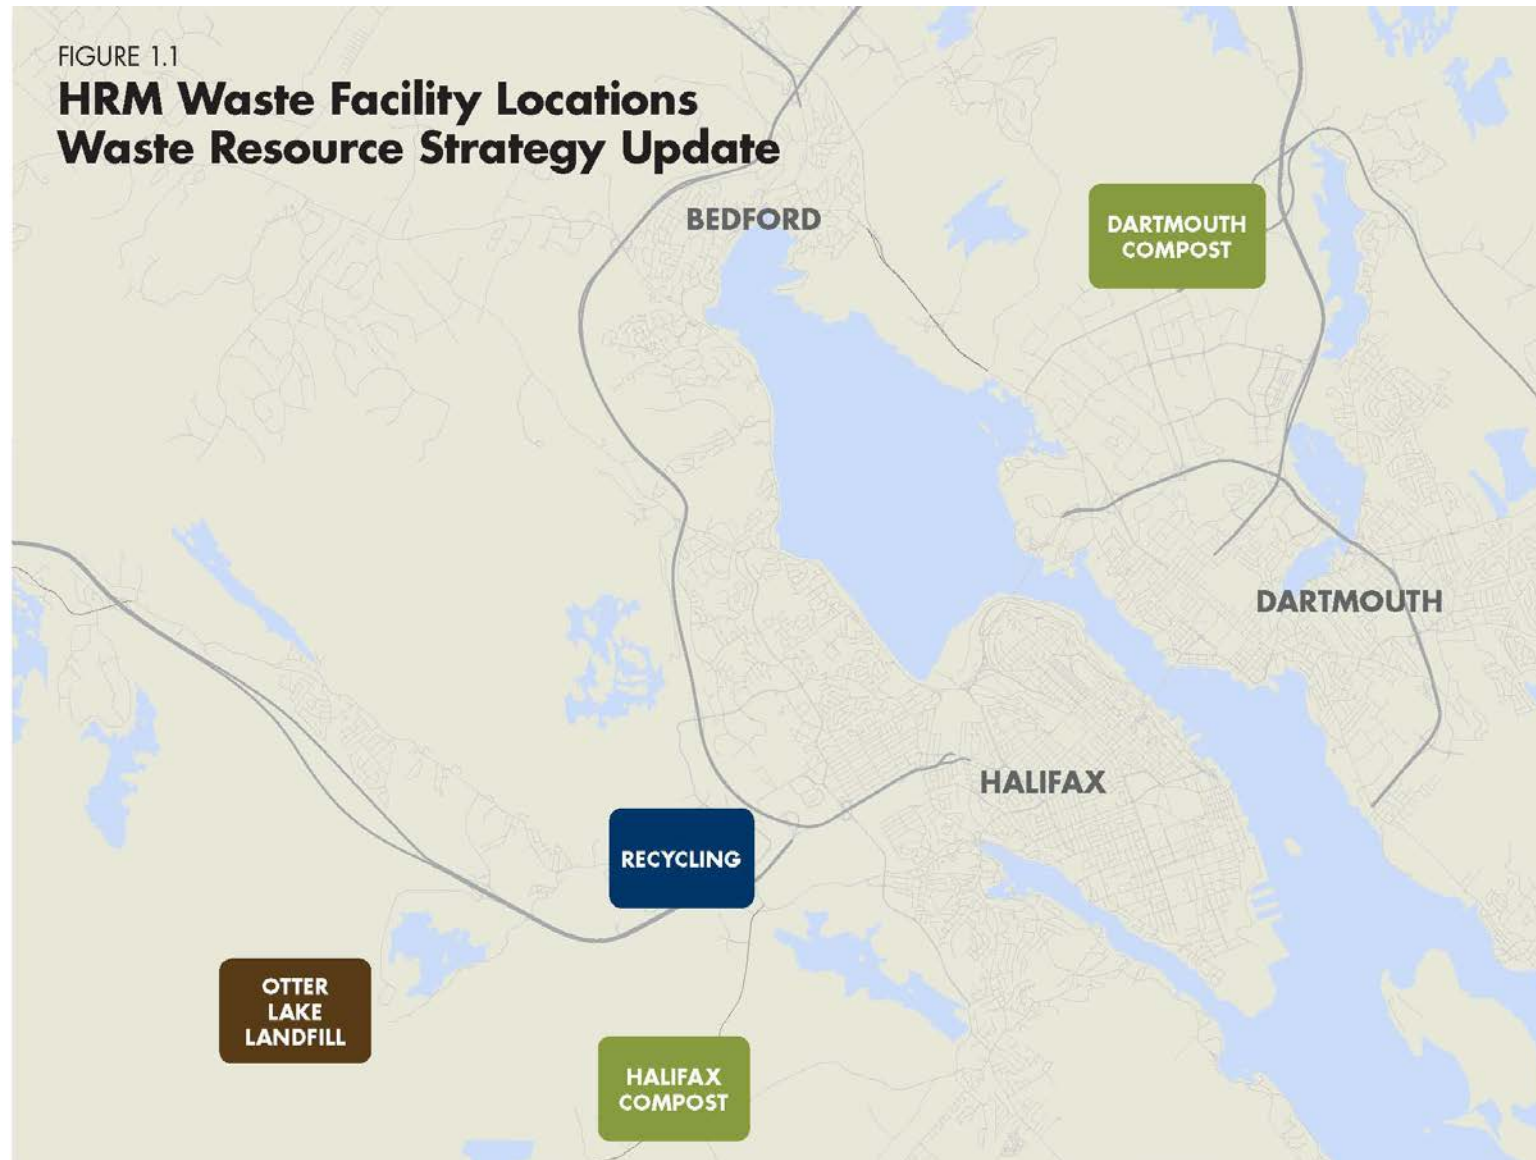 FIGURE 1.1
HRM Waste Facility Locations
Waste Resource Strategy Update
BEDFORD
DARTMOUTH
COMPOST
DARTMOUTH
HALIFAX
RECYCLING
OTTER
LAKE
LANDFILL
HALIFAX
COMPOST